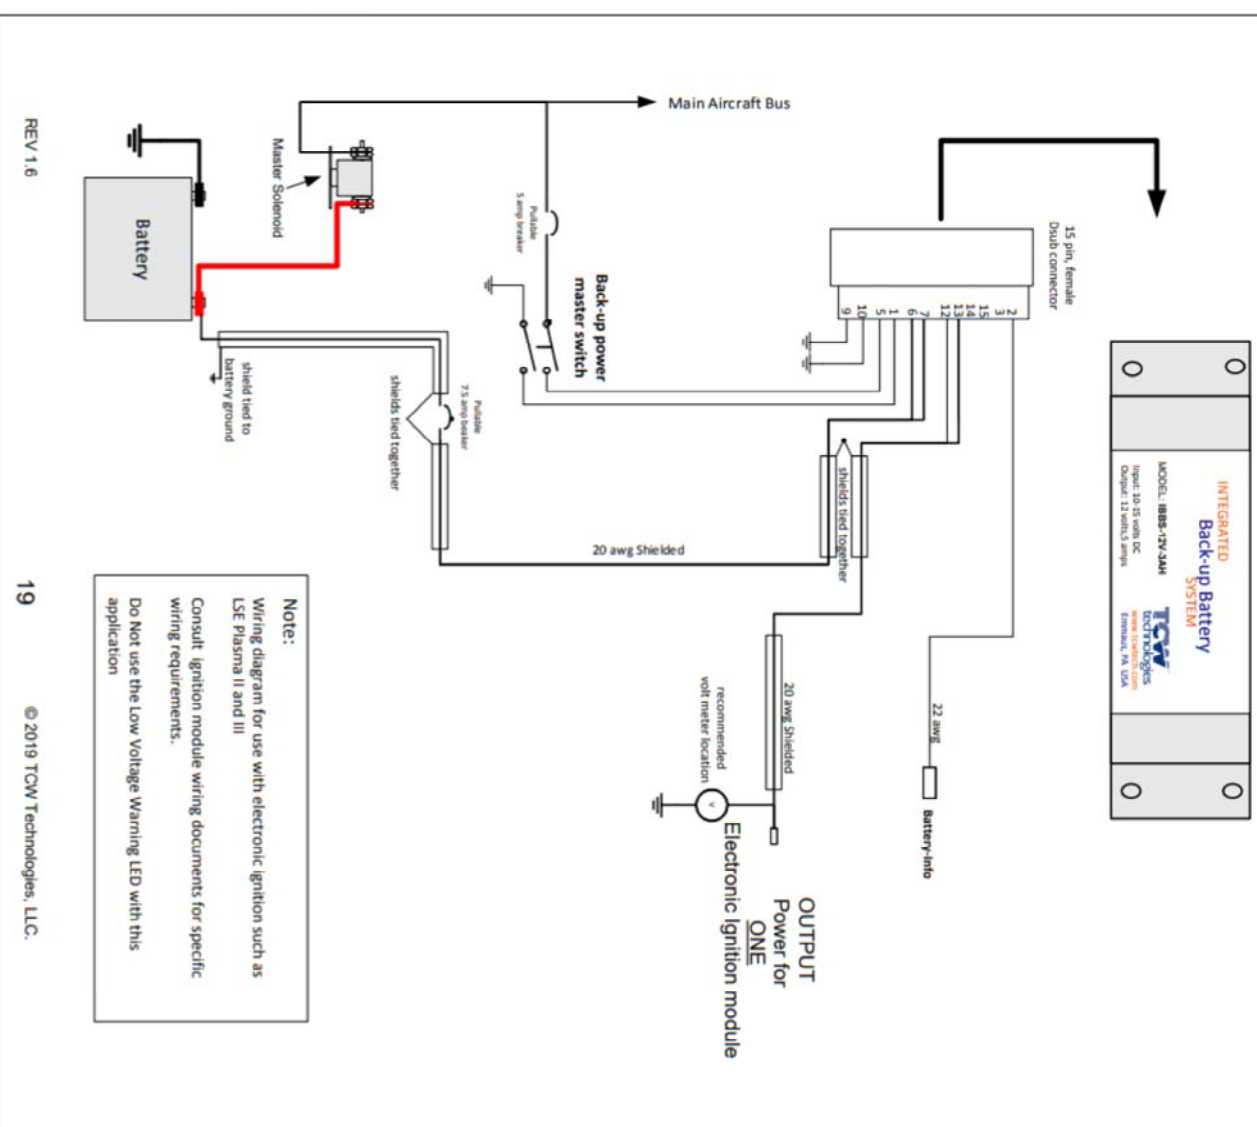 Main Aircraft Bus
15 pin, female
Dsub connector
2
3
15
14
13
12
7
6
1
5
10
9
INTEGRATED
Back-up Battery
SYSTEM
MODEL: IBBS-12V-3AH
Input: 10-15 volts DC
Output: 12 volts,5 amps
TCW
technologies
www.tcwtech.com
Emmaus, PA USA
Master Solenoid
Battery
Pullable
5 amp breaker
Back-up power
master switch
shield tied to
battery ground
Pullable
7.5 amp beaker
shields tied together
shields tied together
20 awg Shielded
20 awg Shielded
22 awg
Battery-Info
recommended
volt meter location
V
OUTPUT
Power for
ONE
Electronic Ignition module
Note:
Wiring diagram for use with electronic ignition such as
LSE Plasma II and III
Consult ignition module wiring documents for specific
wiring requirements.
Do Not use the Low Voltage Warning LED with this
application
REV 1.6
19
© 2019 TCW Technologies, LLC.